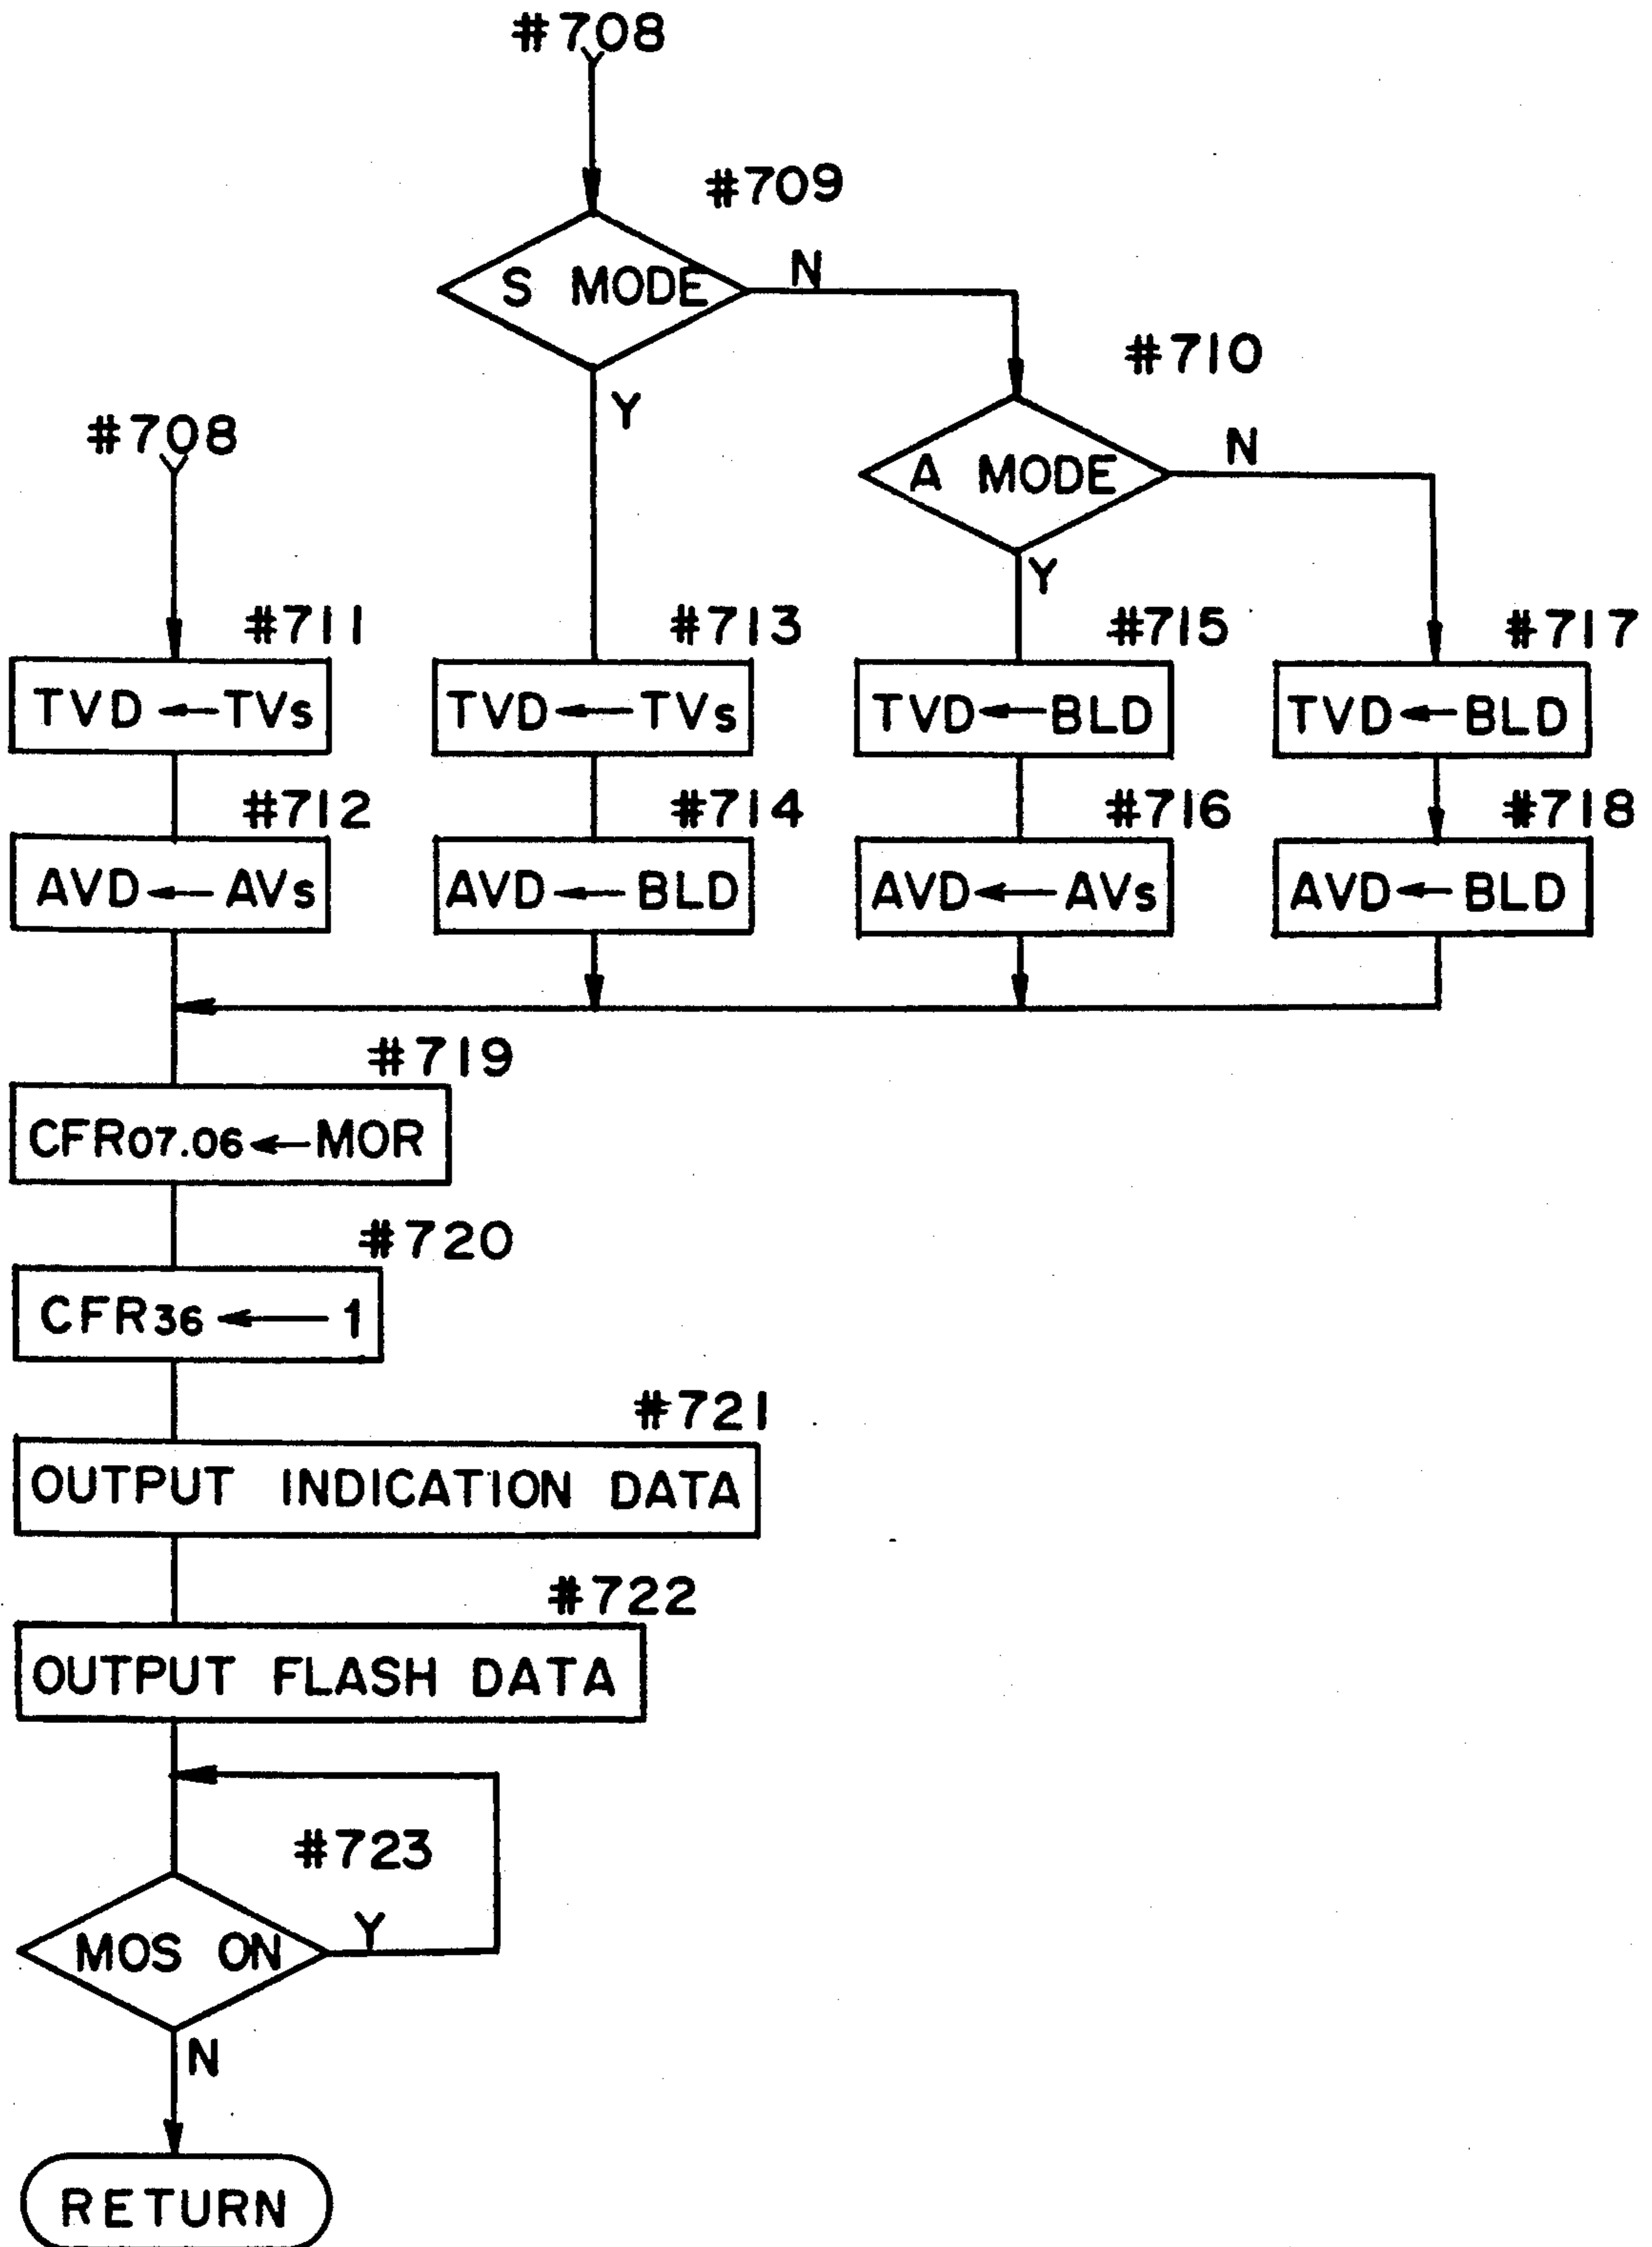 #708
#709
S MODE
N
#710
Y
#708
A MODE
N
Y
#711
#713
#715
#717
TVD←TVs
TVD←TVs
TVD←BLD
TVD←BLD
#712
#714
#716
#718
AVD←AVs
AVD←BLD
AVD←AVs
AVD←BLD
#719
CFR07.06←MOR
#720
CFR36←1
#721
OUTPUT INDICATION DATA
#722
OUTPUT FLASH DATA
#723
MOS ON
Y
N
RETURN